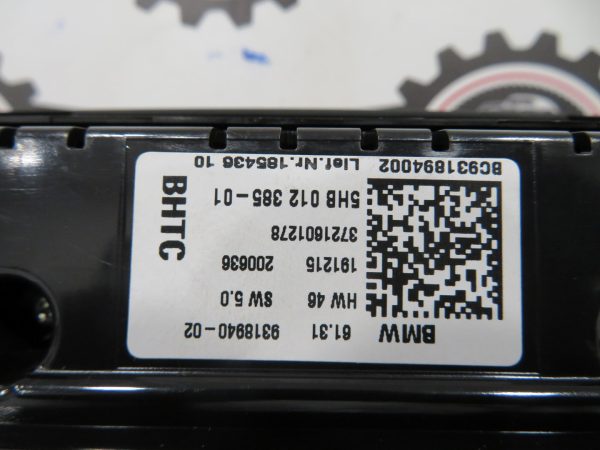 BMW 61.31 9318940-02
HW 46 SW 5.0
191215 200636
3721601278
5HB 012 385-01
Lief.Nr.185436 10
BC931894002
BHTC